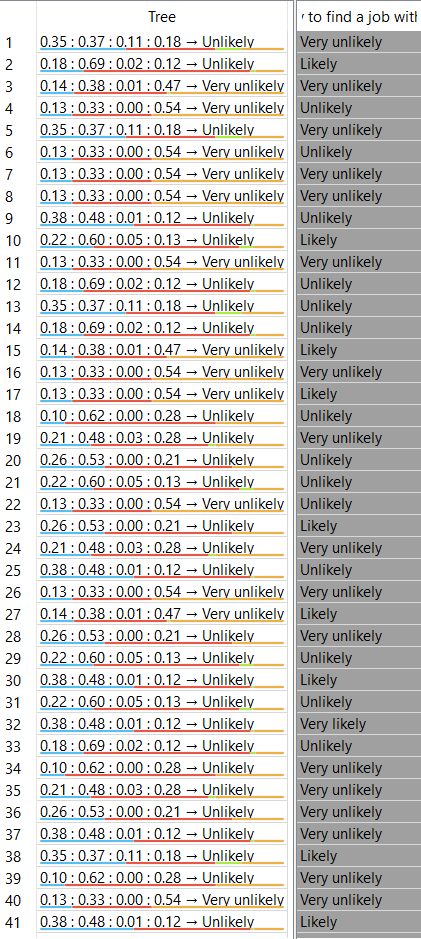 Tree	y to find a job with
1	0.35 : 0.37 : 0.11 : 0.18 → Unlikely	Very unlikely
2	0.18 : 0.69 : 0.02 : 0.12 → Unlikely	Likely
3	0.14 : 0.38 : 0.01 : 0.47 → Very unlikely	Very unlikely
4	0.13 : 0.33 : 0.00 : 0.54 → Very unlikely	Unlikely
5	0.35 : 0.37 : 0.11 : 0.18 → Unlikely	Very unlikely
6	0.13 : 0.33 : 0.00 : 0.54 → Very unlikely	Unlikely
7	0.13 : 0.33 : 0.00 : 0.54 → Very unlikely	Very unlikely
8	0.13 : 0.33 : 0.00 : 0.54 → Very unlikely	Very unlikely
9	0.38 : 0.48 : 0.01 : 0.12 → Unlikely	Unlikely
10	0.22 : 0.60 : 0.05 : 0.13 → Unlikely	Likely
11	0.13 : 0.33 : 0.00 : 0.54 → Very unlikely	Very unlikely
12	0.18 : 0.69 : 0.02 : 0.12 → Unlikely	Unlikely
13	0.35 : 0.37 : 0.11 : 0.18 → Unlikely	Unlikely
14	0.18 : 0.69 : 0.02 : 0.12 → Unlikely	Unlikely
15	0.14 : 0.38 : 0.01 : 0.47 → Very unlikely	Likely
16	0.13 : 0.33 : 0.00 : 0.54 → Very unlikely	Very unlikely
17	0.13 : 0.33 : 0.00 : 0.54 → Very unlikely	Likely
18	0.10 : 0.62 : 0.00 : 0.28 → Unlikely	Unlikely
19	0.21 : 0.48 : 0.03 : 0.28 → Unlikely	Very unlikely
20	0.26 : 0.53 : 0.00 : 0.21 → Unlikely	Unlikely
21	0.22 : 0.60 : 0.05 : 0.13 → Unlikely	Unlikely
22	0.13 : 0.33 : 0.00 : 0.54 → Very unlikely	Unlikely
23	0.26 : 0.53 : 0.00 : 0.21 → Unlikely	Likely
24	0.21 : 0.48 : 0.03 : 0.28 → Unlikely	Very unlikely
25	0.38 : 0.48 : 0.01 : 0.12 → Unlikely	Unlikely
26	0.13 : 0.33 : 0.00 : 0.54 → Very unlikely	Very unlikely
27	0.14 : 0.38 : 0.01 : 0.47 → Very unlikely	Likely
28	0.26 : 0.53 : 0.00 : 0.21 → Unlikely	Very unlikely
29	0.22 : 0.60 : 0.05 : 0.13 → Unlikely	Unlikely
30	0.38 : 0.48 : 0.01 : 0.12 → Unlikely	Likely
31	0.22 : 0.60 : 0.05 : 0.13 → Unlikely	Unlikely
32	0.38 : 0.48 : 0.01 : 0.12 → Unlikely	Very likely
33	0.18 : 0.69 : 0.02 : 0.12 → Unlikely	Unlikely
34	0.10 : 0.62 : 0.00 : 0.28 → Unlikely	Very unlikely
35	0.21 : 0.48 : 0.03 : 0.28 → Unlikely	Very unlikely
36	0.26 : 0.53 : 0.00 : 0.21 → Unlikely	Very unlikely
37	0.38 : 0.48 : 0.01 : 0.12 → Unlikely	Very unlikely
38	0.35 : 0.37 : 0.11 : 0.18 → Unlikely	Likely
39	0.10 : 0.62 : 0.00 : 0.28 → Unlikely	Very unlikely
40	0.13 : 0.33 : 0.00 : 0.54 → Very unlikely	Very unlikely
41	0.38 : 0.48 : 0.01 : 0.12 → Unlikely	Likely